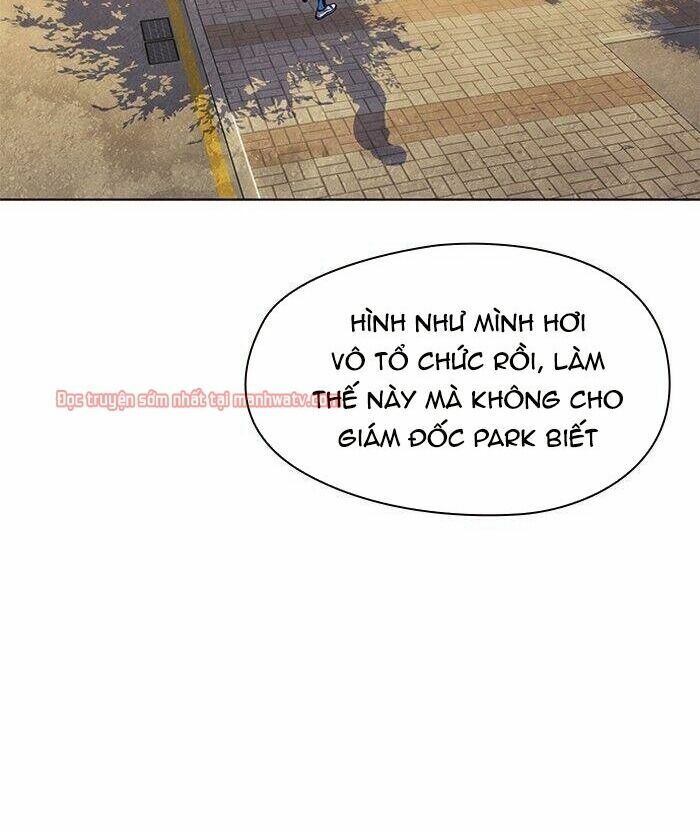 HÌNH NHƯ MÌNH HƠI
VÔ TỔ CHỨC RỒI, LÀM
THẾ NÀY MÀ KHÔNG CHO
GIÁM ĐỐC PARK BIẾT
Đọc truyện sớm nhất tại manhwatv.com